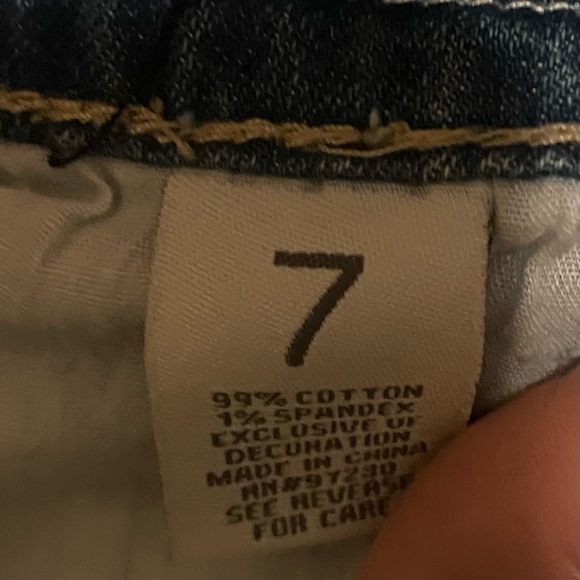 7
99% COTTON
1% SPANDEX
EXCLUSIVE OF
DECORATION
MADE IN CHINA
RN#97230
SEE REVERSE
FOR CARE